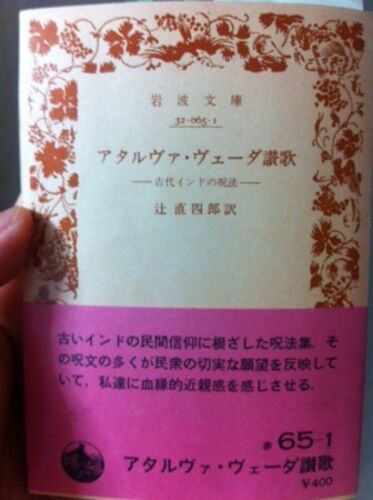 岩波文庫
32-065-1
アタルヴァ・ヴェーダ讃歌
——古代インドの呪法——
辻直四郎訳
古いインドの民間信仰に根ざした呪法集. そ
の呪文の多くが民衆の切実な願望を反映して
いて, 私達に血縁的近親感を感じさせる.
赤 65-1
アタルヴァ・ヴェーダ讃歌
¥400